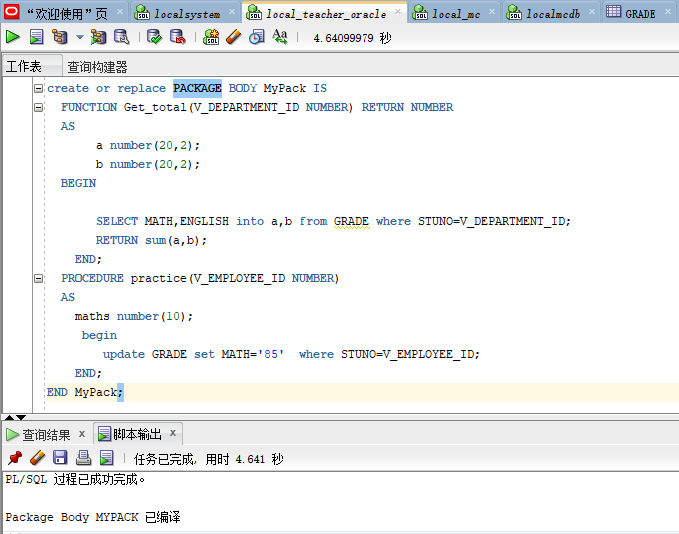 “欢迎使用”页 localsystem local_teacher_oracle local_mc localmcdb GRADE
4.64099979 秒
工作表 查询构建器
create or replace PACKAGE BODY MyPack IS
FUNCTION Get_total(V_DEPARTMENT_ID NUMBER) RETURN NUMBER
AS
a number(20,2);
b number(20,2);
BEGIN
SELECT MATH,ENGLISH into a,b from GRADE where STUNO=V_DEPARTMENT_ID;
RETURN sum(a,b);
END;
PROCEDURE practice(V_EMPLOYEE_ID NUMBER)
AS
maths number(10);
begin
update GRADE set MATH='85'  where STUNO=V_EMPLOYEE_ID;
END;
END MyPack;
查询结果 x 脚本输出 x
任务已完成, 用时 4.641 秒
PL/SQL 过程已成功完成。
Package Body MYPACK 已编译